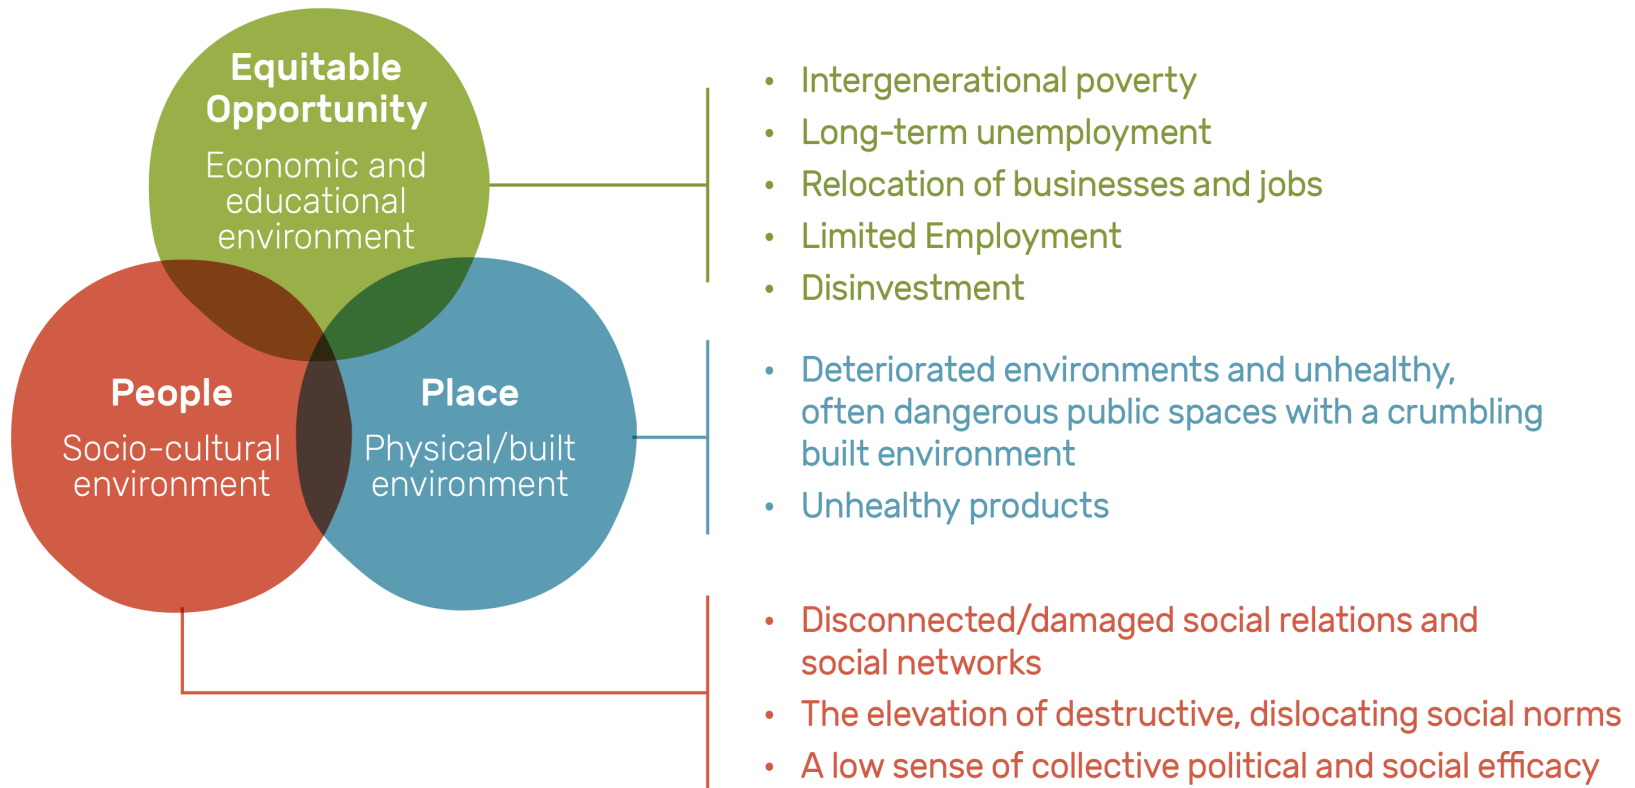 Equitable
Opportunity
Economic and
educational
environment
People
Socio-cultural
environment
Place
Physical/built
environment
• Intergenerational poverty
• Long-term unemployment
• Relocation of businesses and jobs
• Limited Employment
• Disinvestment
• Deteriorated environments and unhealthy,
often dangerous public spaces with a crumbling
built environment
• Unhealthy products
• Disconnected/damaged social relations and
social networks
• The elevation of destructive, dislocating social norms
• A low sense of collective political and social efficacy